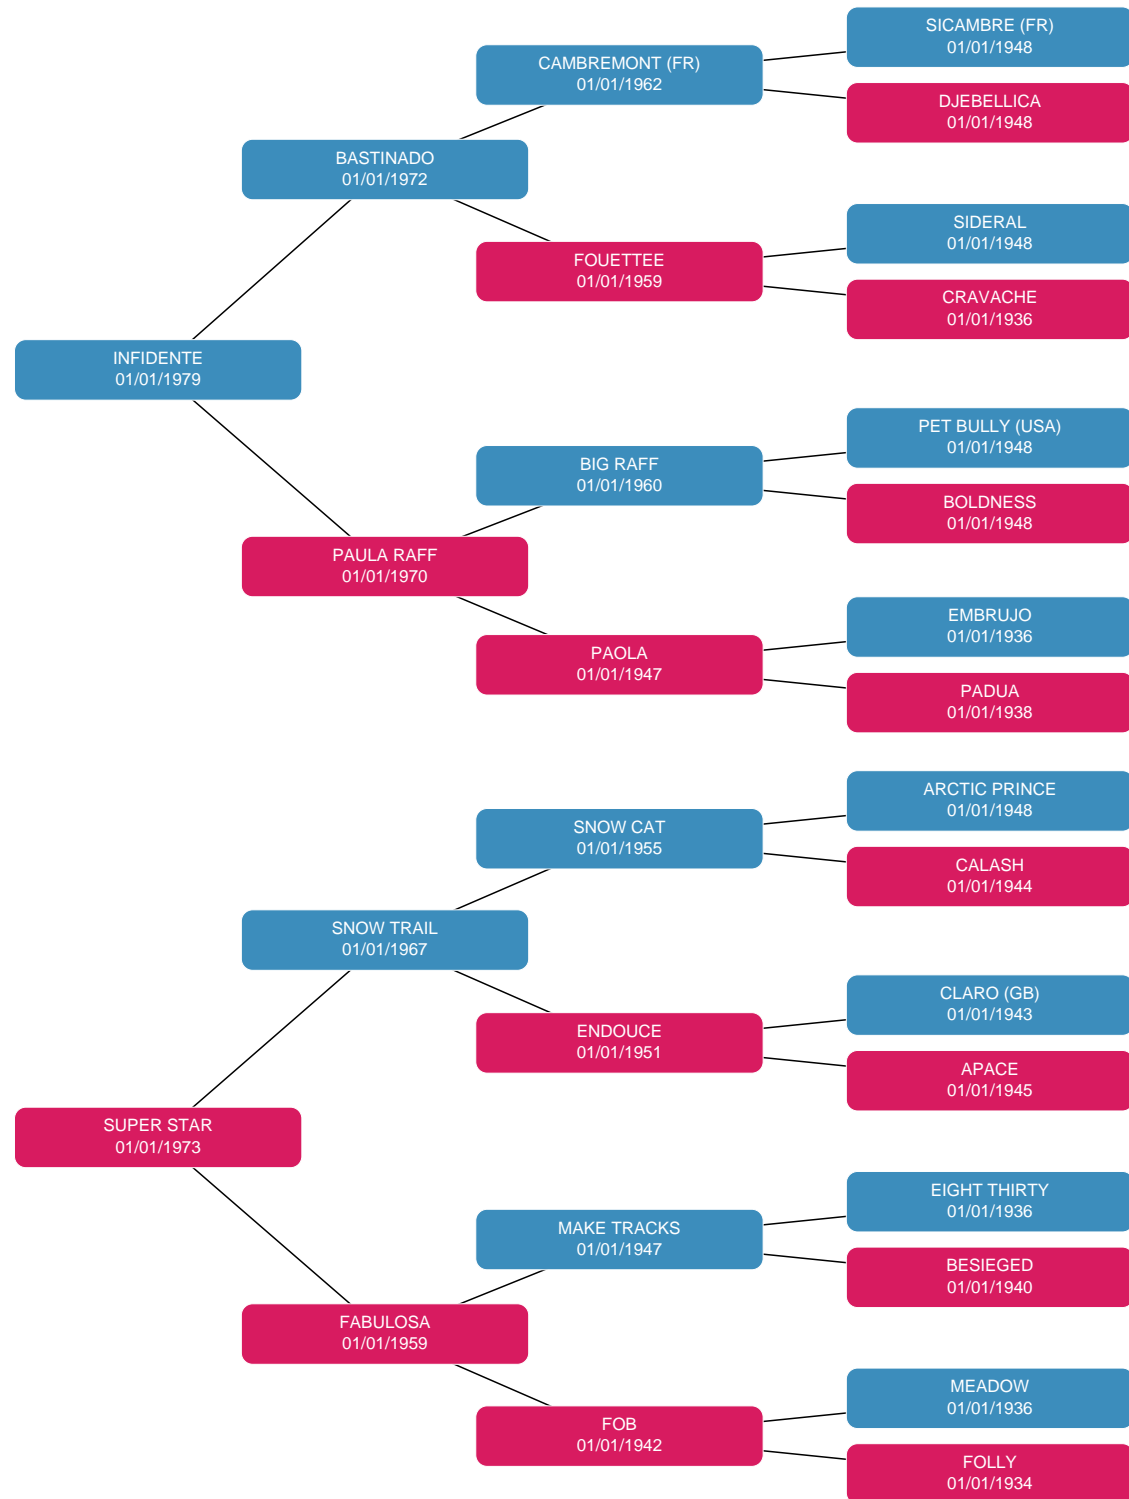 SICAMBRE (FR)
01/01/1948
CAMBREMONT (FR)
01/01/1962
DJEBELLICA
01/01/1948
BASTINADO
01/01/1972
SIDERAL
01/01/1948
FOUETTEE
01/01/1959
CRAVACHE
01/01/1936
INFIDENTE
01/01/1979
PET BULLY (USA)
01/01/1948
BIG RAFF
01/01/1960
BOLDNESS
01/01/1948
PAULA RAFF
01/01/1970
EMBRUJO
01/01/1936
PAOLA
01/01/1947
PADUA
01/01/1938
ARCTIC PRINCE
01/01/1948
SNOW CAT
01/01/1955
CALASH
01/01/1944
SNOW TRAIL
01/01/1967
CLARO (GB)
01/01/1943
ENDOUCE
01/01/1951
APACE
01/01/1945
SUPER STAR
01/01/1973
EIGHT THIRTY
01/01/1936
MAKE TRACKS
01/01/1947
BESIEGED
01/01/1940
FABULOSA
01/01/1959
MEADOW
01/01/1936
FOB
01/01/1942
FOLLY
01/01/1934